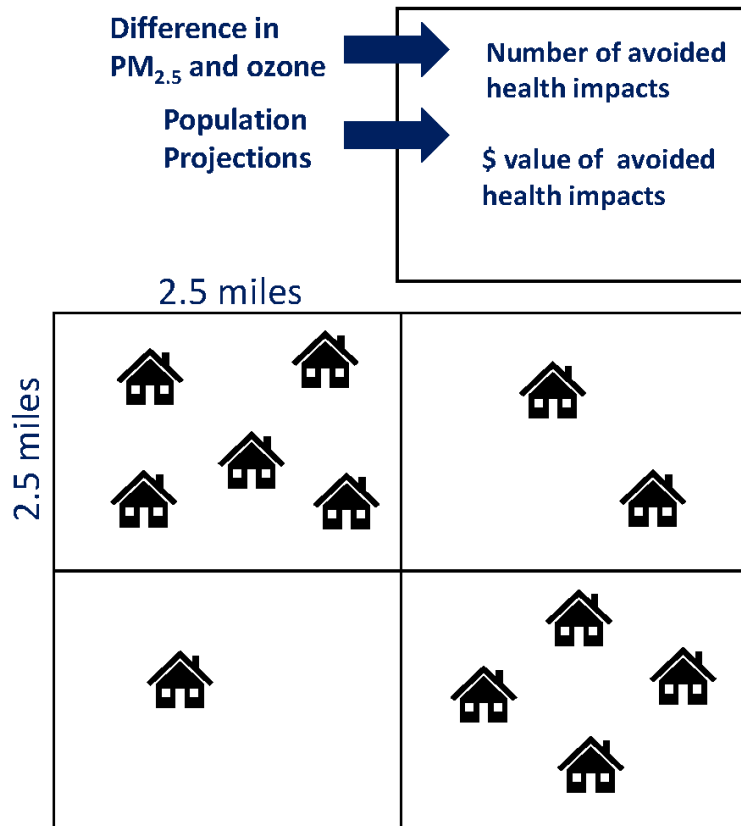 Difference in
PM₂.₅ and ozone
Population
Projections
Number of avoided
health impacts
$ value of avoided
health impacts
2.5 miles
2.5 miles